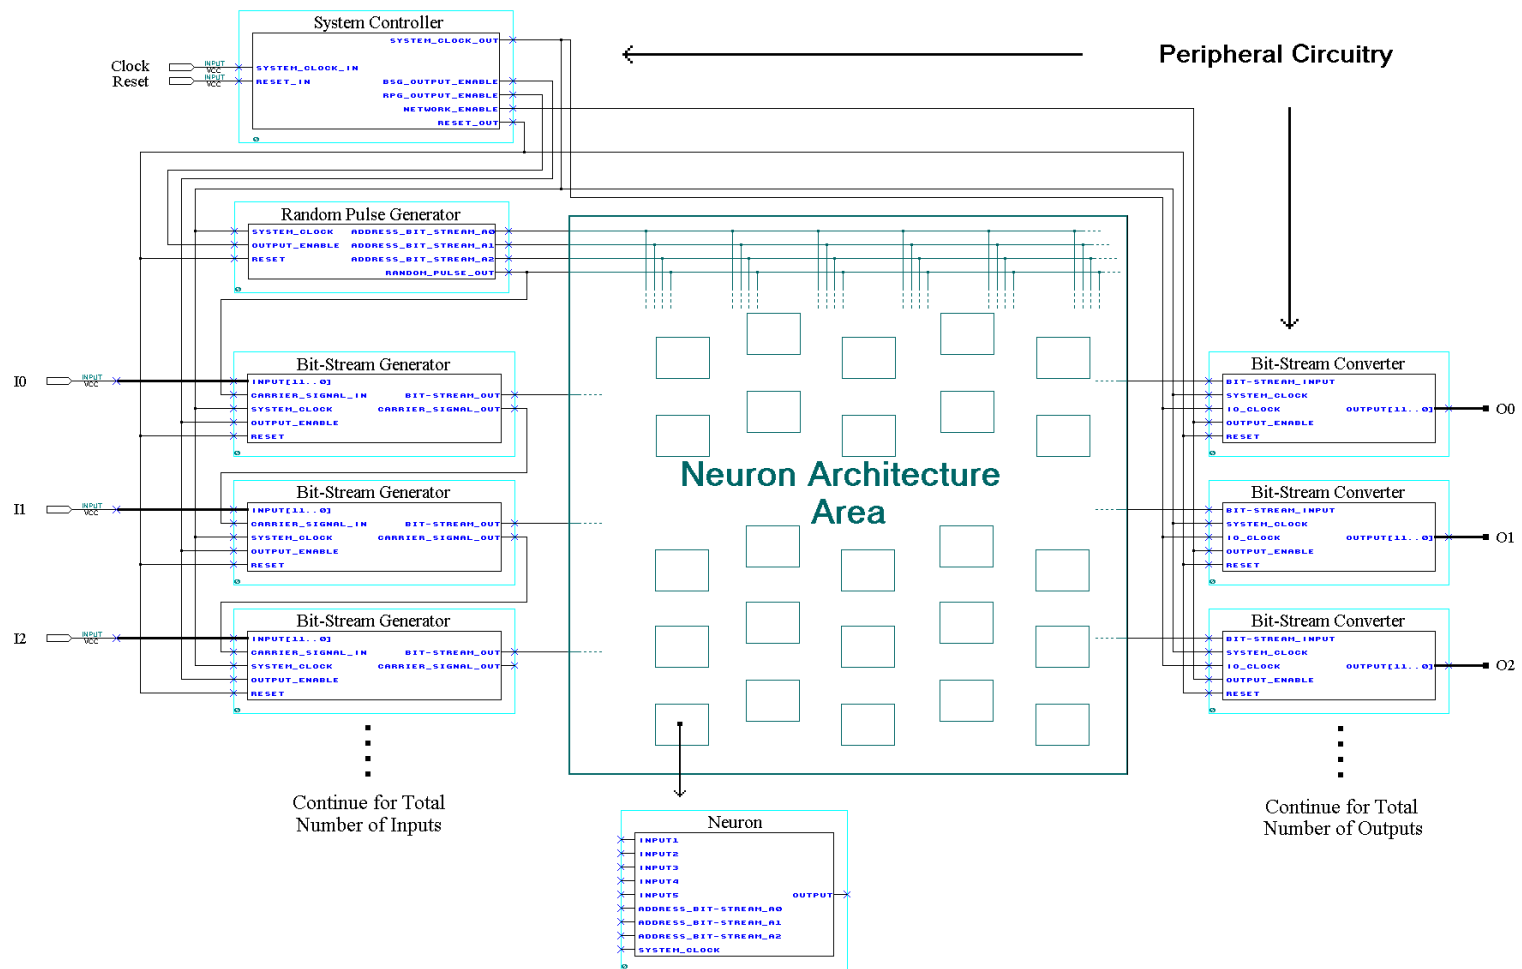 System Controller
SYSTEM_CLOCK_OUT
Peripheral Circuitry
Clock
INPUT
VCC
SYSTEM_CLOCK_IN
Reset
INPUT
VCC
RESET_IN
BSG_OUTPUT_ENABLE
RPG_OUTPUT_ENABLE
NETWORK_ENABLE
RESET_OUT
Random Pulse Generator
SYSTEM_CLOCK ADDRESS_BIT_STREAM_A0
OUTPUT_ENABLE ADDRESS_BIT_STREAM_A1
RESET ADDRESS_BIT_STREAM_A2
RANDOM_PULSE_OUT
Bit-Stream Generator
I0
INPUT
VCC
INPUT[11..0]
CARRIER_SIGNAL_IN BIT-STREAM_OUT
SYSTEM_CLOCK CARRIER_SIGNAL_OUT
OUTPUT_ENABLE
RESET
Bit-Stream Converter
BIT-STREAM_INPUT
SYSTEM_CLOCK
IO_CLOCK OUTPUT[11..0]
O0
OUTPUT_ENABLE
RESET
Neuron Architecture
Area
Bit-Stream Generator
I1
INPUT
VCC
INPUT[11..0]
CARRIER_SIGNAL_IN BIT-STREAM_OUT
SYSTEM_CLOCK CARRIER_SIGNAL_OUT
OUTPUT_ENABLE
RESET
Bit-Stream Converter
BIT-STREAM_INPUT
SYSTEM_CLOCK
IO_CLOCK OUTPUT[11..0]
O1
OUTPUT_ENABLE
RESET
Bit-Stream Generator
I2
INPUT
VCC
INPUT[11..0]
CARRIER_SIGNAL_IN BIT-STREAM_OUT
SYSTEM_CLOCK CARRIER_SIGNAL_OUT
OUTPUT_ENABLE
RESET
Bit-Stream Converter
BIT-STREAM_INPUT
SYSTEM_CLOCK
IO_CLOCK OUTPUT[11..0]
O2
OUTPUT_ENABLE
RESET
Continue for Total
Number of Inputs
Continue for Total
Number of Outputs
Neuron
INPUT1
INPUT2
INPUT3
INPUT4
INPUT5 OUTPUT
ADDRESS_BIT-STREAM_A0
ADDRESS_BIT-STREAM_A1
ADDRESS_BIT-STREAM_A2
SYSTEM_CLOCK